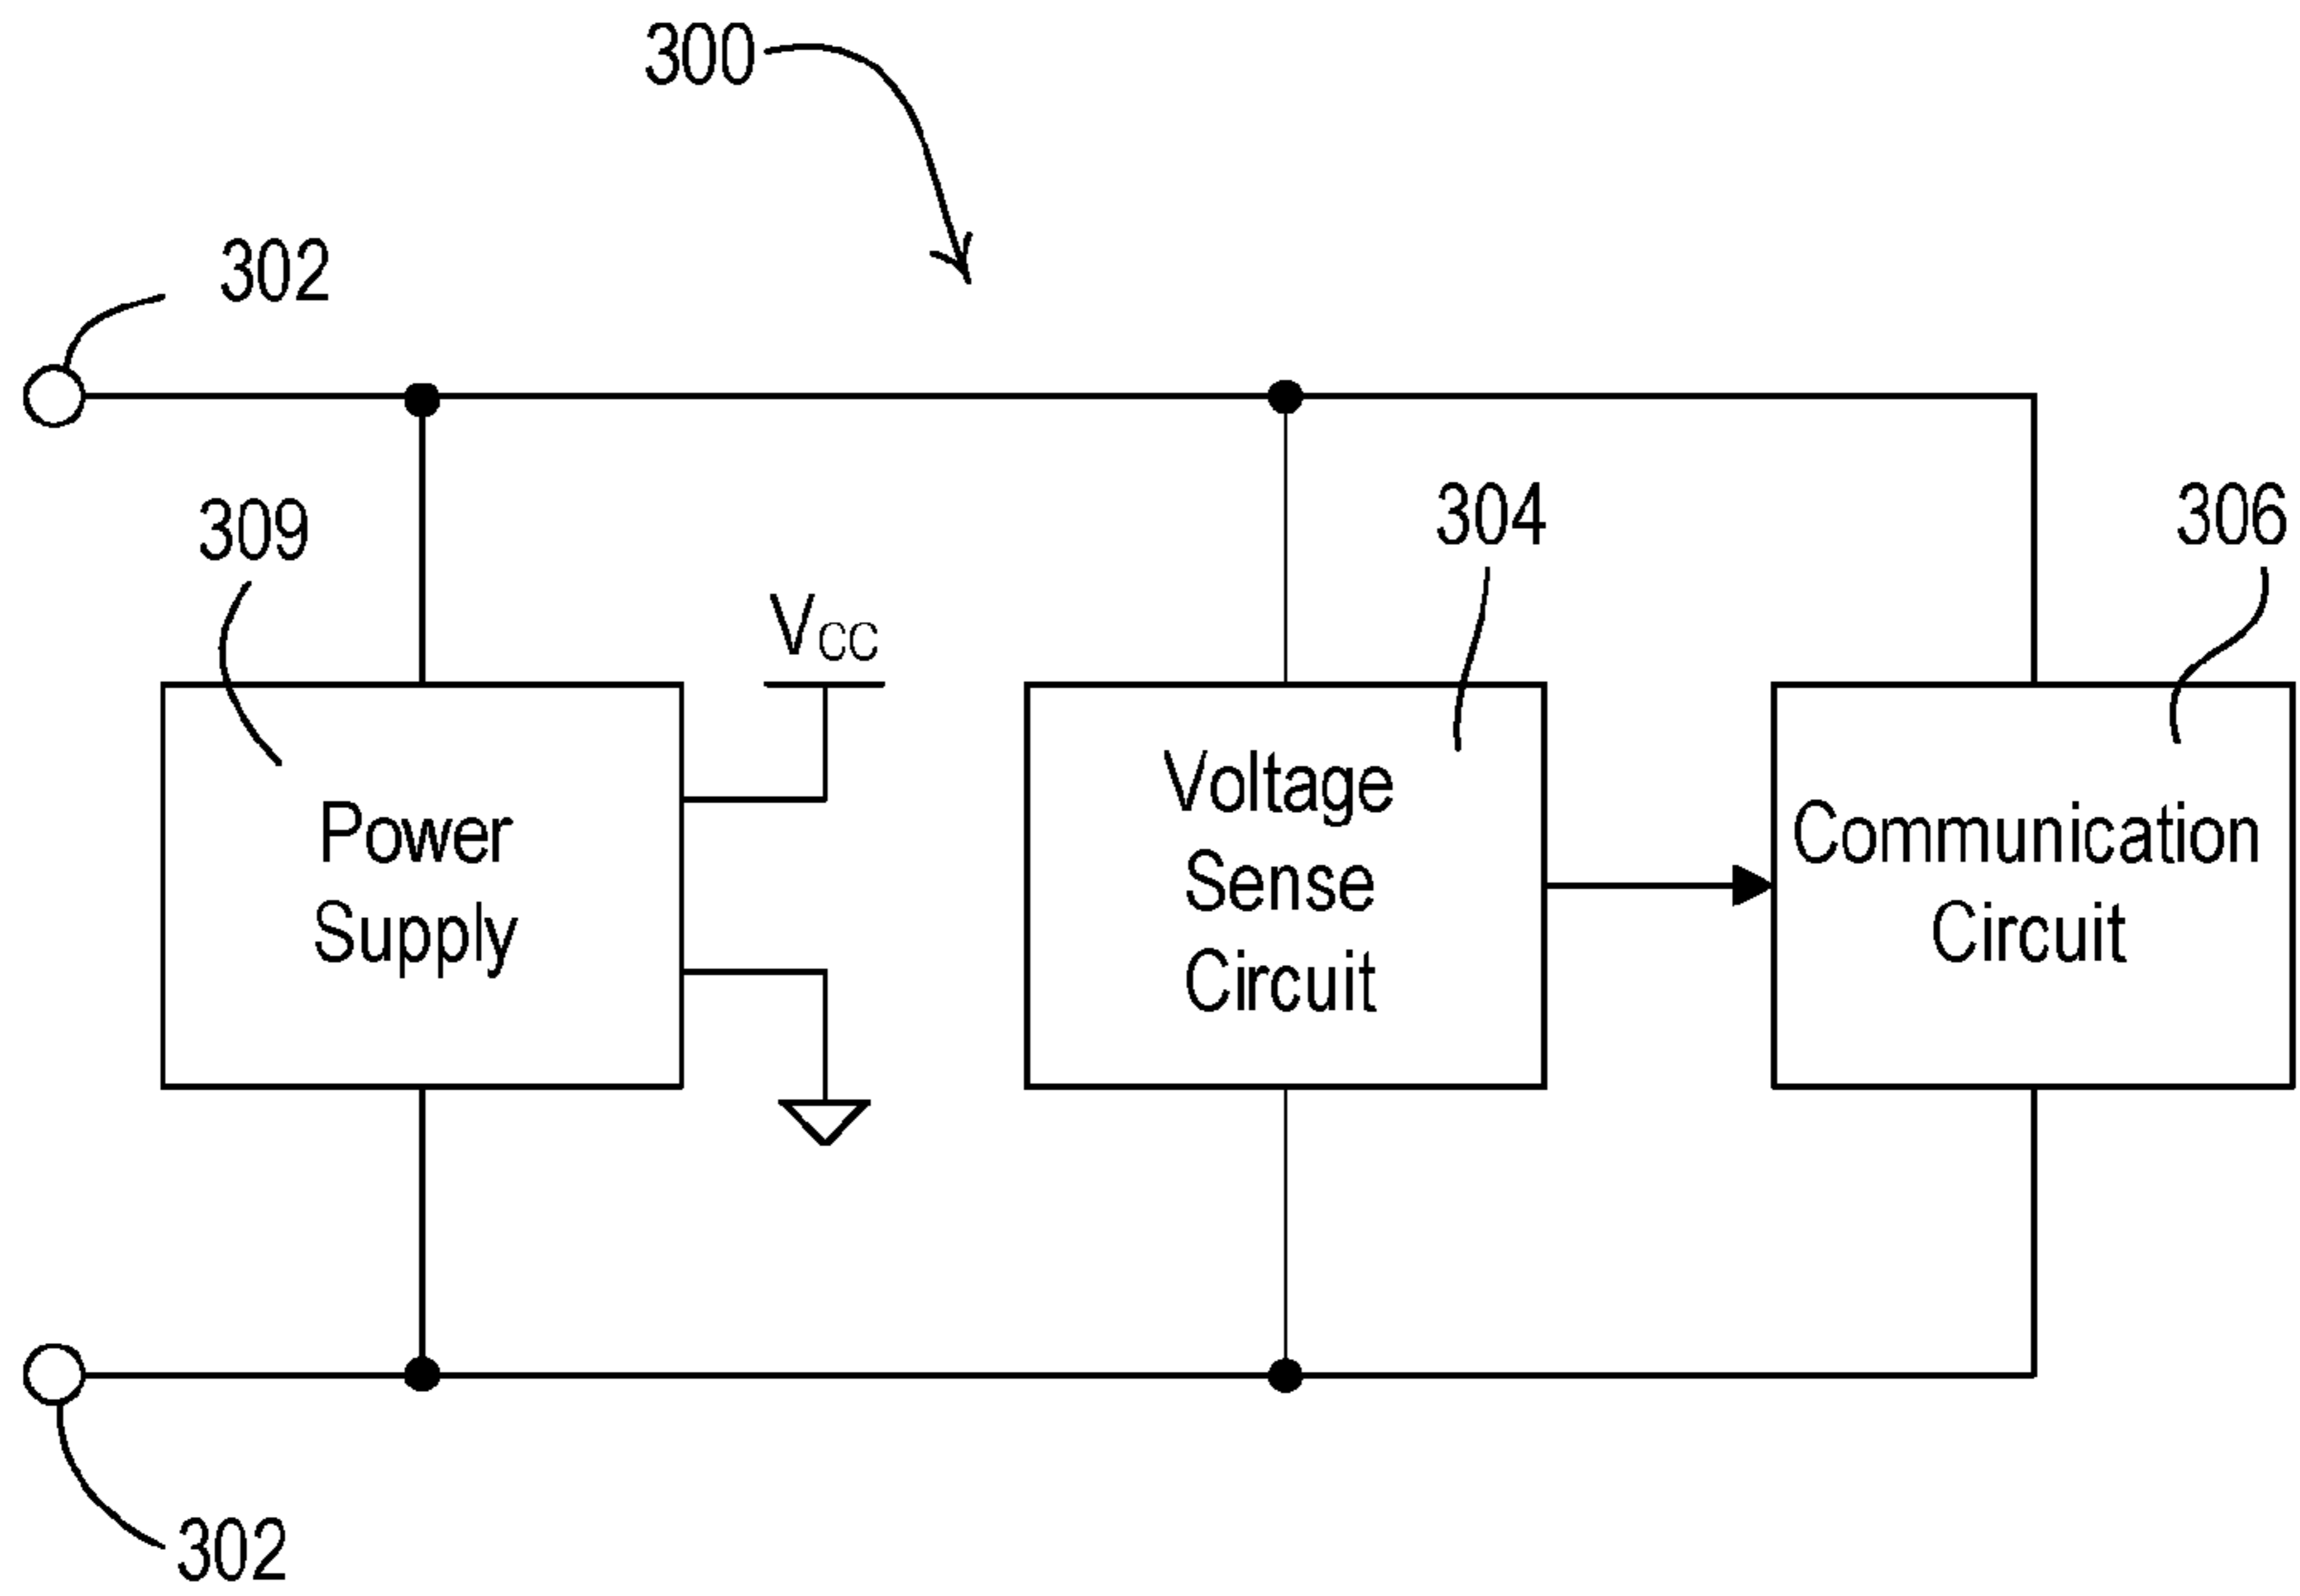 300
302
309
304
306
VCC
Power
Supply
Voltage
Sense
Circuit
Communication
Circuit
302